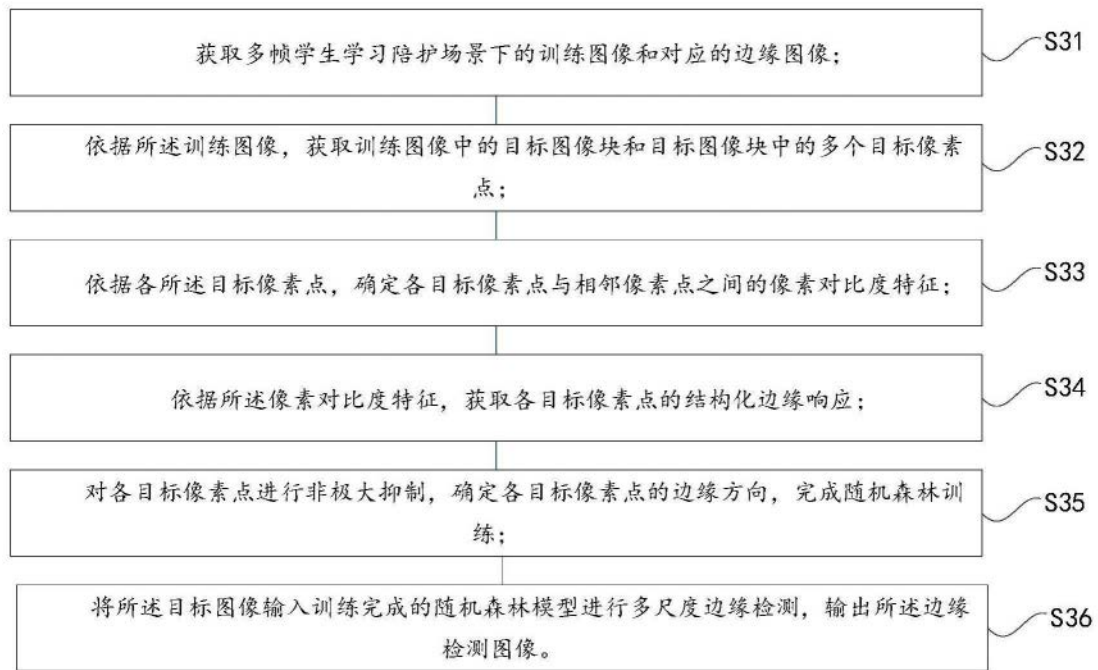 获取多帧学生学习陪护场景下的训练图像和对应的边缘图像；
S31
依据所述训练图像，获取训练图像中的目标图像块和目标图像块中的多个目标像素
点；
S32
依据各所述目标像素点，确定各目标像素点与相邻像素点之间的像素对比度特征；
S33
依据所述像素对比度特征，获取各目标像素点的结构化边缘响应；
S34
对各目标像素点进行非极大抑制，确定各目标像素点的边缘方向，完成随机森林训
练；
S35
将所述目标图像输入训练完成的随机森林模型进行多尺度边缘检测，输出所述边缘
检测图像。
S36